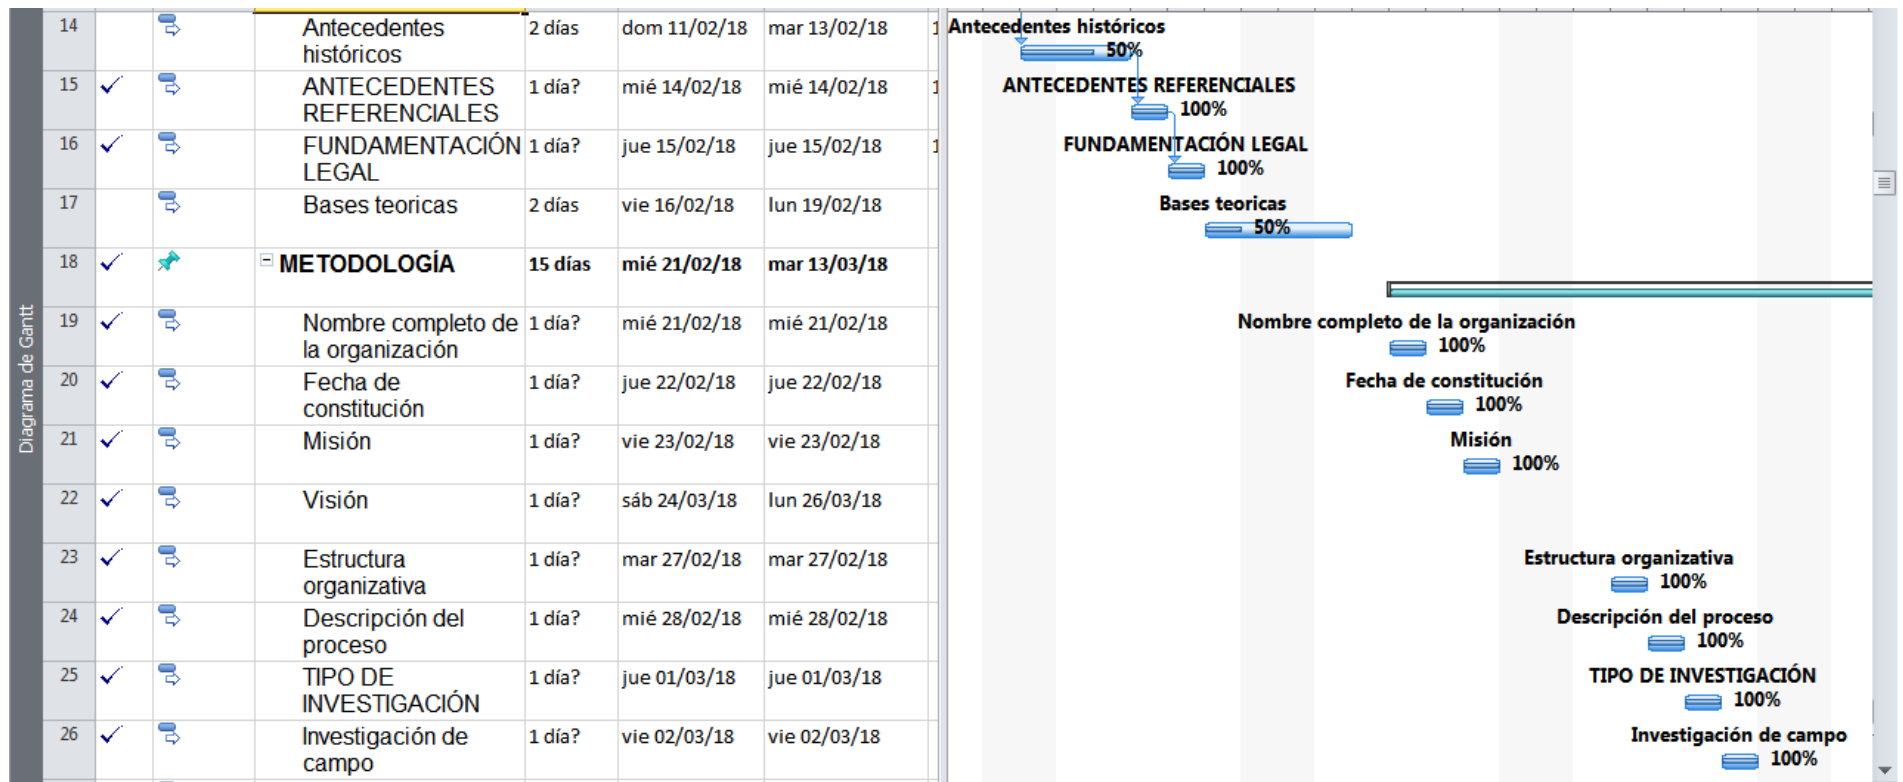 Diagrama de Gantt
14 Antecedentes históricos 2 días dom 11/02/18 mar 13/02/18 1
15 ANTECEDENTES REFERENCIALES 1 día? mié 14/02/18 mié 14/02/18 1
16 FUNDAMENTACIÓN LEGAL 1 día? jue 15/02/18 jue 15/02/18 1
17 Bases teoricas 2 días vie 16/02/18 lun 19/02/18
18 METODOLOGÍA 15 días mié 21/02/18 mar 13/03/18
19 Nombre completo de la organización 1 día? mié 21/02/18 mié 21/02/18
20 Fecha de constitución 1 día? jue 22/02/18 jue 22/02/18
21 Misión 1 día? vie 23/02/18 vie 23/02/18
22 Visión 1 día? sáb 24/03/18 lun 26/03/18
23 Estructura organizativa 1 día? mar 27/02/18 mar 27/02/18
24 Descripción del proceso 1 día? mié 28/02/18 mié 28/02/18
25 TIPO DE INVESTIGACIÓN 1 día? jue 01/03/18 jue 01/03/18
26 Investigación de campo 1 día? vie 02/03/18 vie 02/03/18
Antecedentes históricos
50%
ANTECEDENTES REFERENCIALES
100%
FUNDAMENTACIÓN LEGAL
100%
Bases teoricas
50%
Nombre completo de la organización
100%
Fecha de constitución
100%
Misión
100%
Estructura organizativa
100%
Descripción del proceso
100%
TIPO DE INVESTIGACIÓN
100%
Investigación de campo
100%